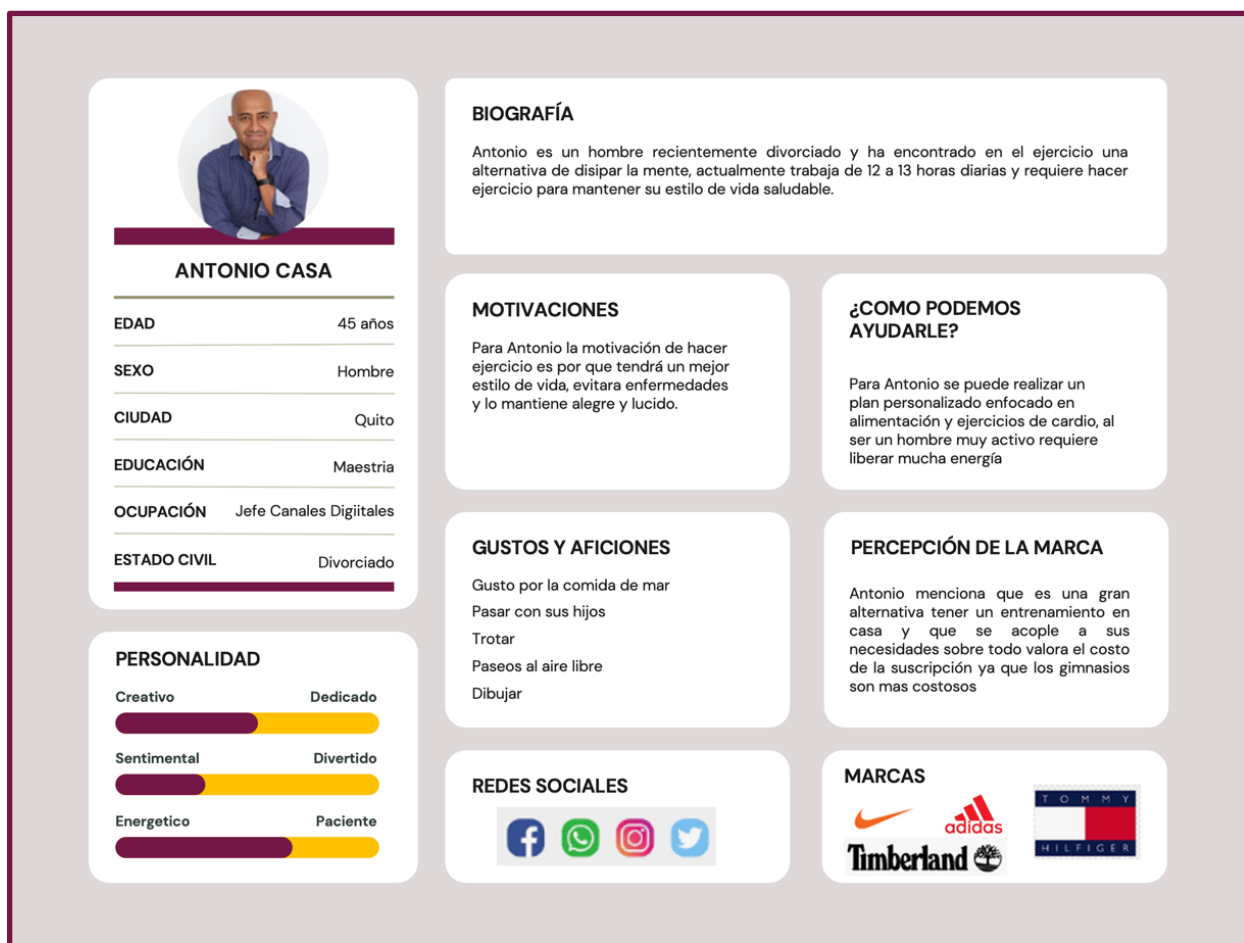 ANTONIO CASA
EDAD 45 años
SEXO Hombre
CIUDAD Quito
EDUCACIÓN Maestria
OCUPACIÓN Jefe Canales Digiitales
ESTADO CIVIL Divorciado
PERSONALIDAD
Creativo Dedicado
Sentimental Divertido
Energetico Paciente
BIOGRAFÍA
Antonio es un hombre recientemente divorciado y ha encontrado en el ejercicio una
alternativa de disipar la mente, actualmente trabaja de 12 a 13 horas diarias y requiere hacer
ejercicio para mantener su estilo de vida saludable.
MOTIVACIONES
Para Antonio la motivación de hacer
ejercicio es por que tendrá un mejor
estilo de vida, evitara enfermedades
y lo mantiene alegre y lucido.
¿COMO PODEMOS
AYUDARLE?
Para Antonio se puede realizar un
plan personalizado enfocado en
alimentación y ejercicios de cardio, al
ser un hombre muy activo requiere
liberar mucha energía
GUSTOS Y AFICIONES
Gusto por la comida de mar
Pasar con sus hijos
Trotar
Paseos al aire libre
Dibujar
PERCEPCIÓN DE LA MARCA
Antonio menciona que es una gran
alternativa tener un entrenamiento en
casa y que se acople a sus
necesidades sobre todo valora el costo
de la suscripción ya que los gimnasios
son mas costosos
REDES SOCIALES
MARCAS
adidas
TOMMY
HILFIGER
Timberland